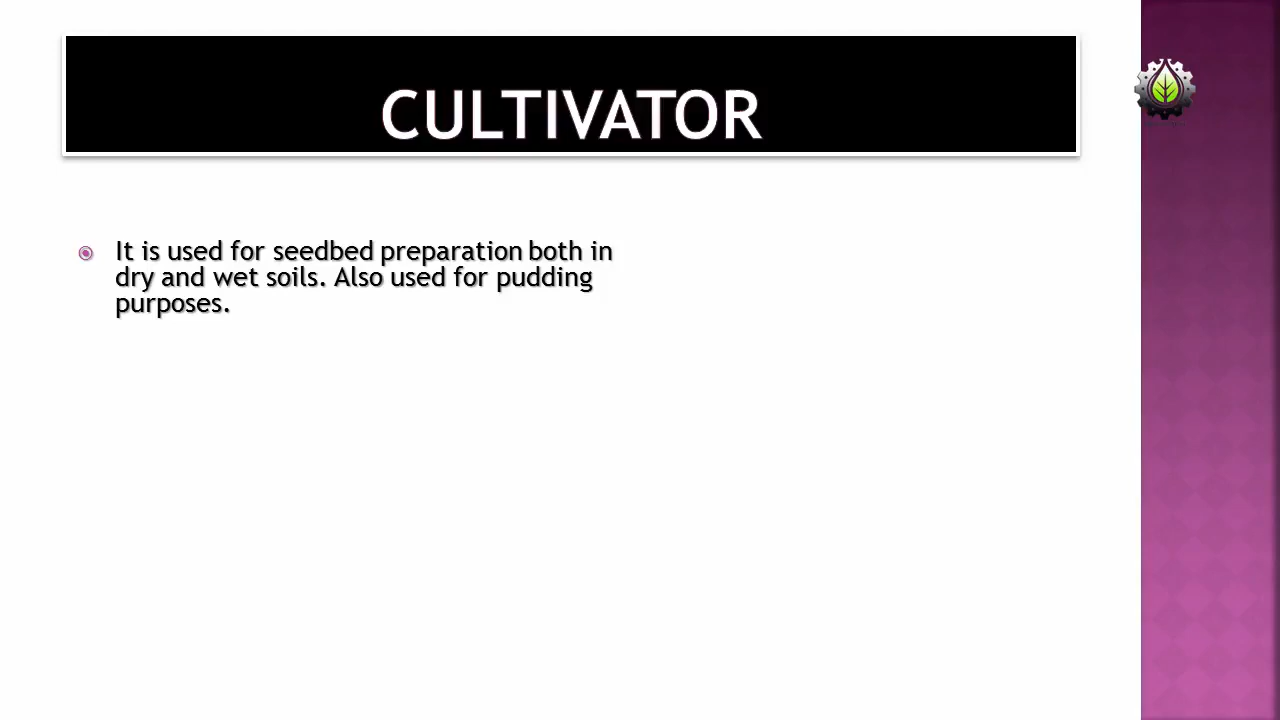 CULTIVATOR
It is used for seedbed preparation both in
dry and wet soils. Also used for pudding
purposes.